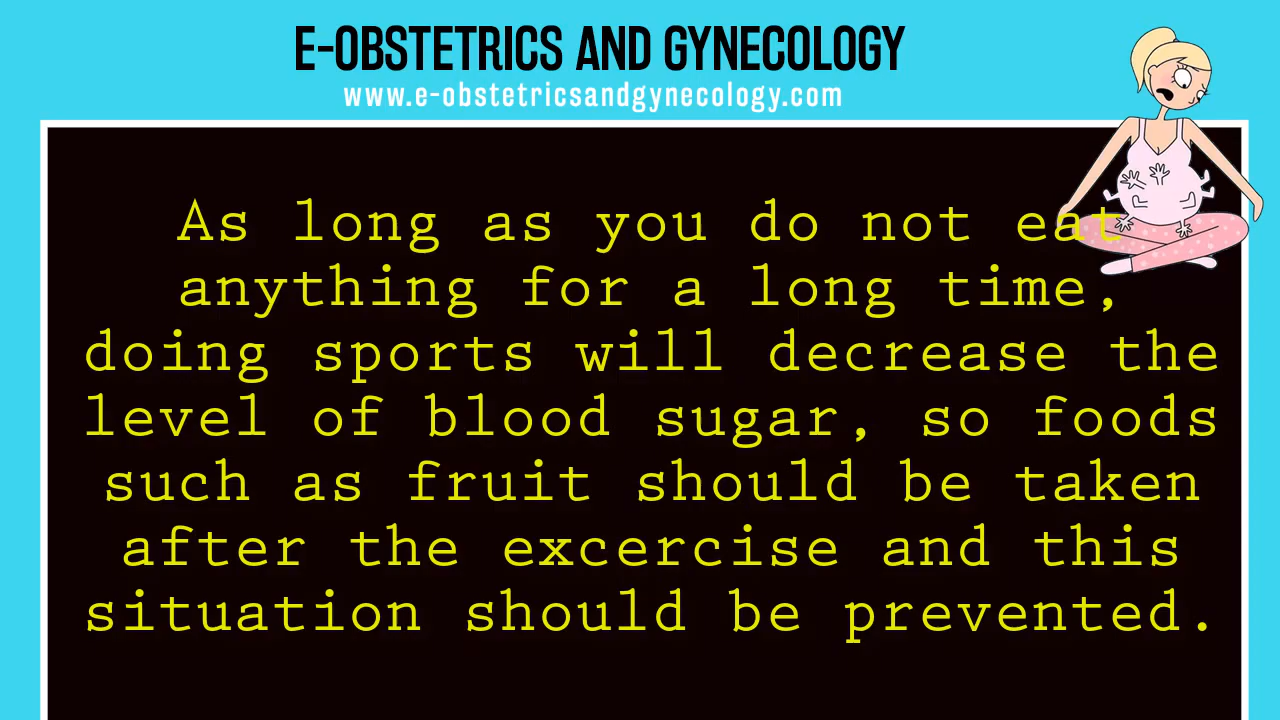 E-OBSTETRICS AND GYNECOLOGY
www.e-obstetricsandgynecology.com
As long as you do not eat
anything for a long time,
doing sports will decrease the
level of blood sugar, so foods
such as fruit should be taken
after the excercise and this
situation should be prevented.